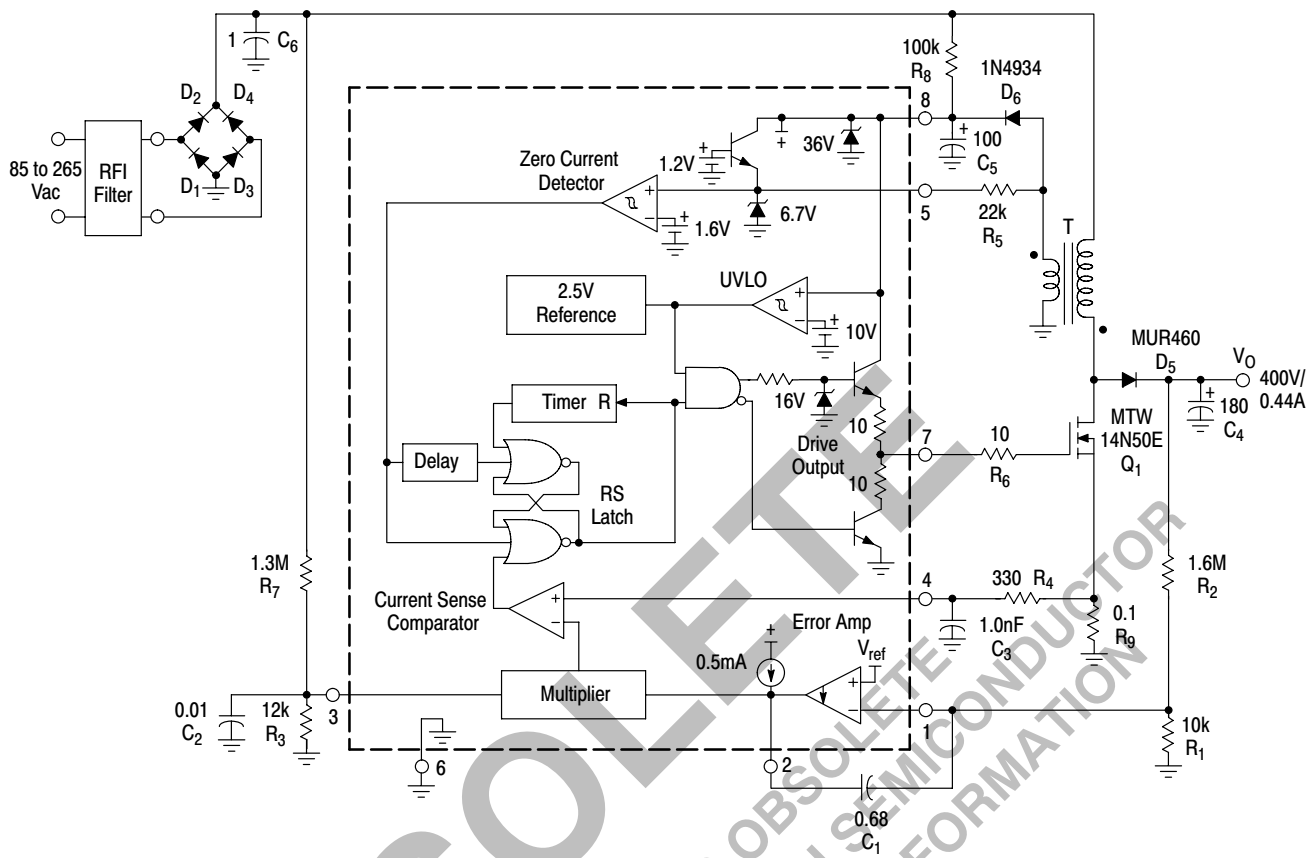 1
C6
100k
R8
1N4934
D6
8
100
C5
D2
D4
85 to 265
Vac
RFI
Filter
D1
D3
36V
1.2V
Zero Current
Detector
+
−
1.6V
6.7V
5
22k
R5
T
UVLO
2.5V
Reference
+
−
10V
MUR460
D5
VO
400V/
0.44A
180
C4
Timer R
16V
10
Drive
Output
10
7
10
R6
MTW
14N50E
Q1
Delay
RS
Latch
1.3M
R7
Current Sense
Comparator
+
−
4
330
R4
1.0nF
C3
0.1
R9
1.6M
R2
Error Amp
Vref
0.5mA
+
−
Multiplier
3
0.01
C2
12k
R3
6
2
1
10k
R1
0.68
C1
OBSOLETE
OBSOLETE
SEMICONDUCTOR
FORMATION